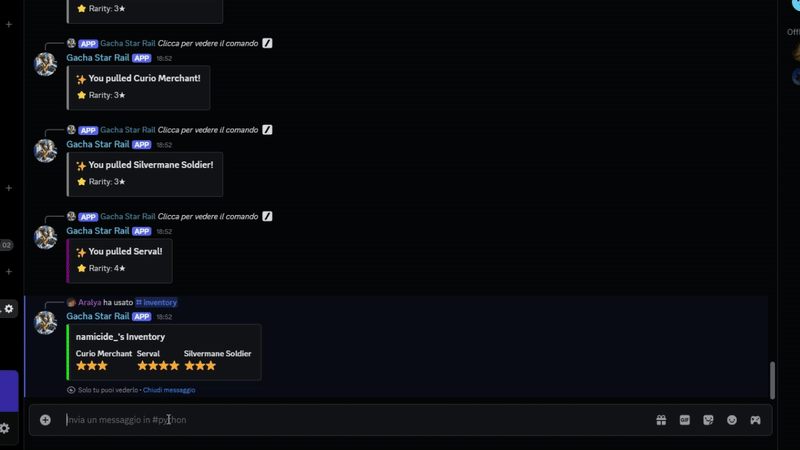 ⭐ Rarity: 3★
APP Gacha Star Rail Clicca per vedere il comando
Gacha Star Rail APP 18:52
✨ You pulled Curio Merchant!
⭐ Rarity: 3★
APP Gacha Star Rail Clicca per vedere il comando
Gacha Star Rail APP 18:52
✨ You pulled Silvermane Soldier!
⭐ Rarity: 3★
APP Gacha Star Rail Clicca per vedere il comando
Gacha Star Rail APP 18:52
✨ You pulled Serval!
⭐ Rarity: 4★
Aralya ha usato inventory
Gacha Star Rail APP 18:52
namicide_'s Inventory
Curio Merchant Serval Silvermane Soldier
⭐⭐⭐ ⭐⭐⭐⭐ ⭐⭐⭐
Solo tu puoi vederlo • Chiudi messaggio
Invia un messaggio in #python
GIF
02
Offl